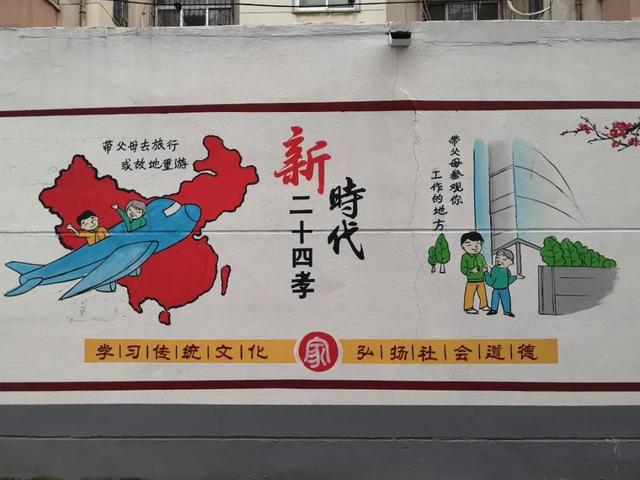 带父母去旅行
或故地重游
新
時代
二十四孝
带父母参观你
工作的地方
学习传统文化
家
弘扬社会道德